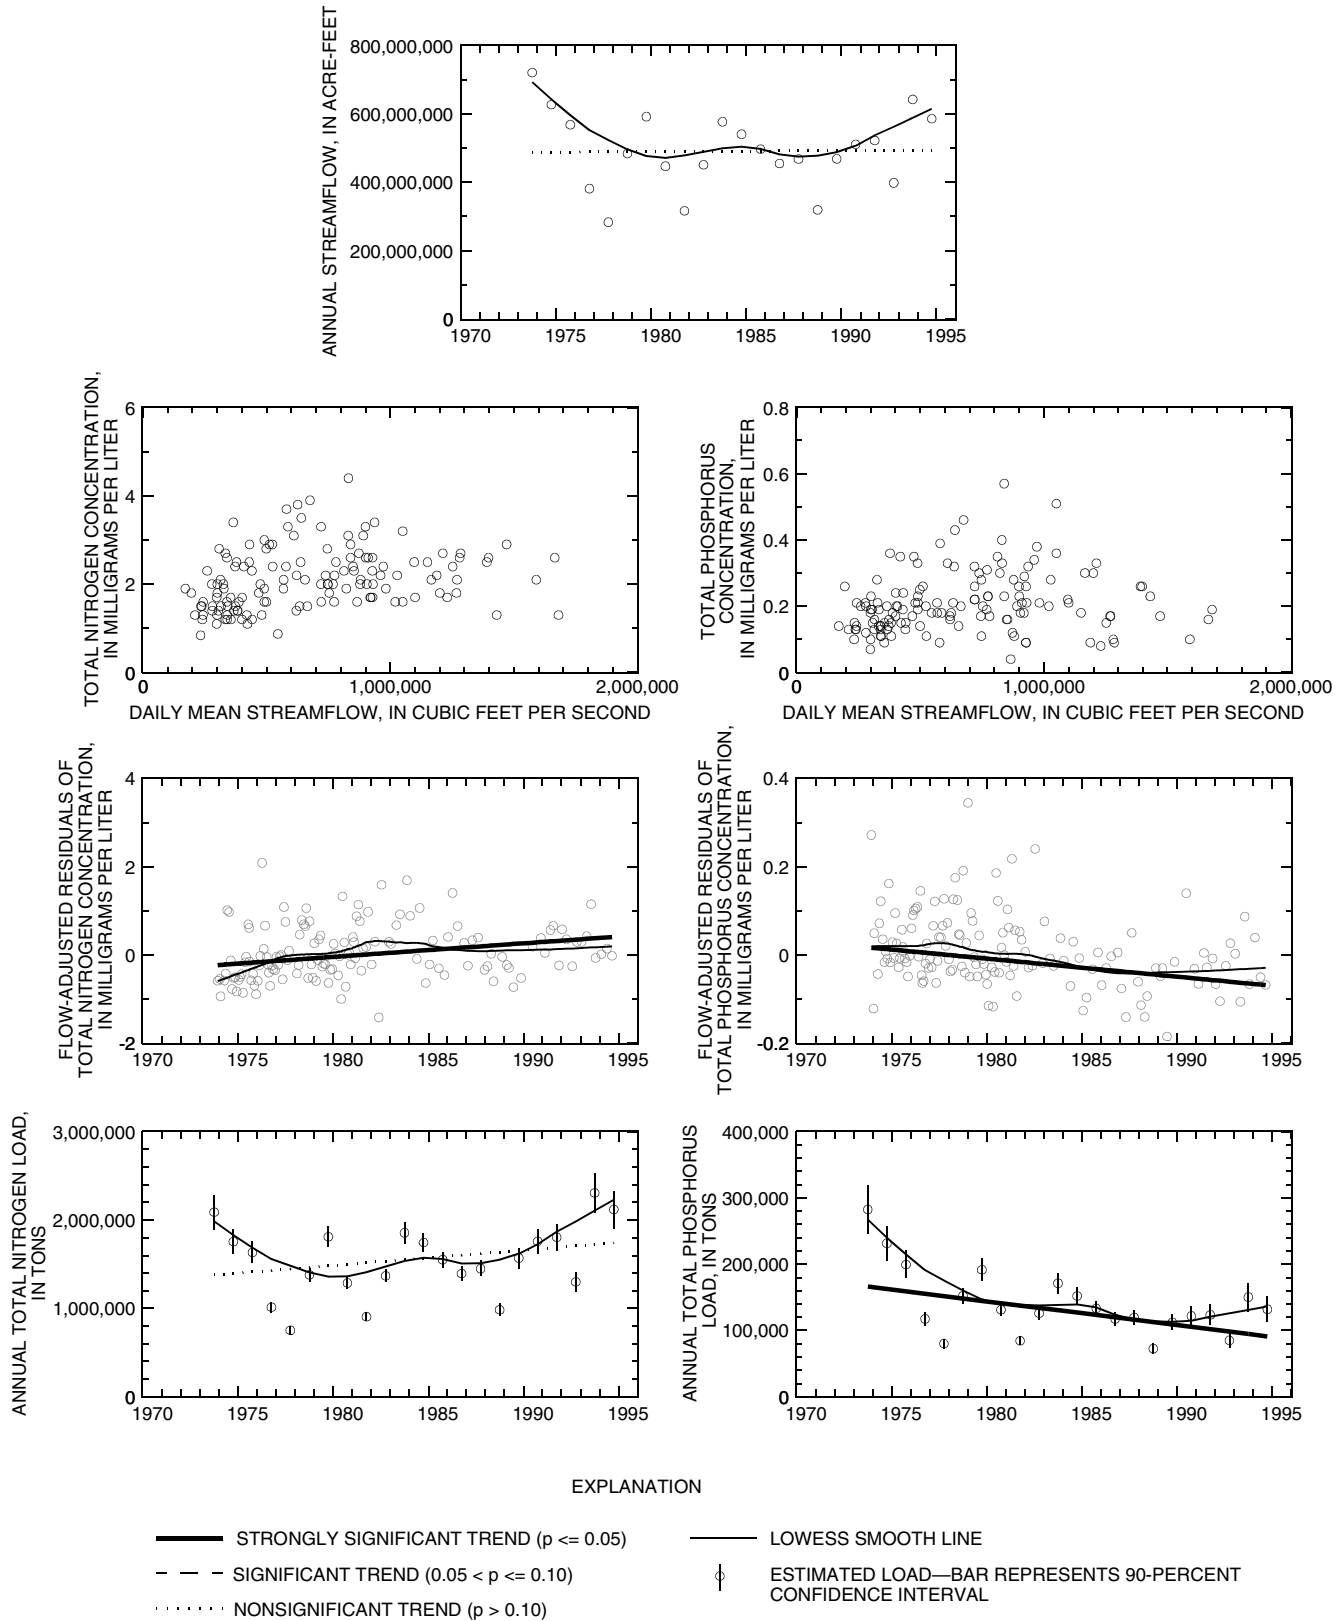 ANNUAL STREAMFLOW, IN ACRE-FEET
800,000,000
600,000,000
400,000,000
200,000,000
0
1970 1975 1980 1985 1990 1995
TOTAL NITROGEN CONCENTRATION,
IN MILLIGRAMS PER LITER
6
4
2
0
0 1,000,000 2,000,000
DAILY MEAN STREAMFLOW, IN CUBIC FEET PER SECOND
TOTAL PHOSPHORUS
CONCENTRATION,
IN MILLIGRAMS PER LITER
0.8
0.6
0.4
0.2
0
0 1,000,000 2,000,000
DAILY MEAN STREAMFLOW, IN CUBIC FEET PER SECOND
FLOW-ADJUSTED RESIDUALS OF
TOTAL NITROGEN CONCENTRATION,
IN MILLIGRAMS PER LITER
4
2
0
-2
1970 1975 1980 1985 1990 1995
FLOW-ADJUSTED RESIDUALS OF
TOTAL PHOSPHORUS CONCENTRATION,
IN MILLIGRAMS PER LITER
0.4
0.2
0
-0.2
1970 1975 1980 1985 1990 1995
ANNUAL TOTAL NITROGEN LOAD,
IN TONS
3,000,000
2,000,000
1,000,000
0
1970 1975 1980 1985 1990 1995
ANNUAL TOTAL PHOSPHORUS
LOAD, IN TONS
400,000
300,000
200,000
100,000
0
1970 1975 1980 1985 1990 1995
EXPLANATION
STRONGLY SIGNIFICANT TREND (p <= 0.05)
SIGNIFICANT TREND (0.05 < p <= 0.10)
NONSIGNIFICANT TREND (p > 0.10)
LOWESS SMOOTH LINE
ESTIMATED LOAD—BAR REPRESENTS 90-PERCENT
CONFIDENCE INTERVAL